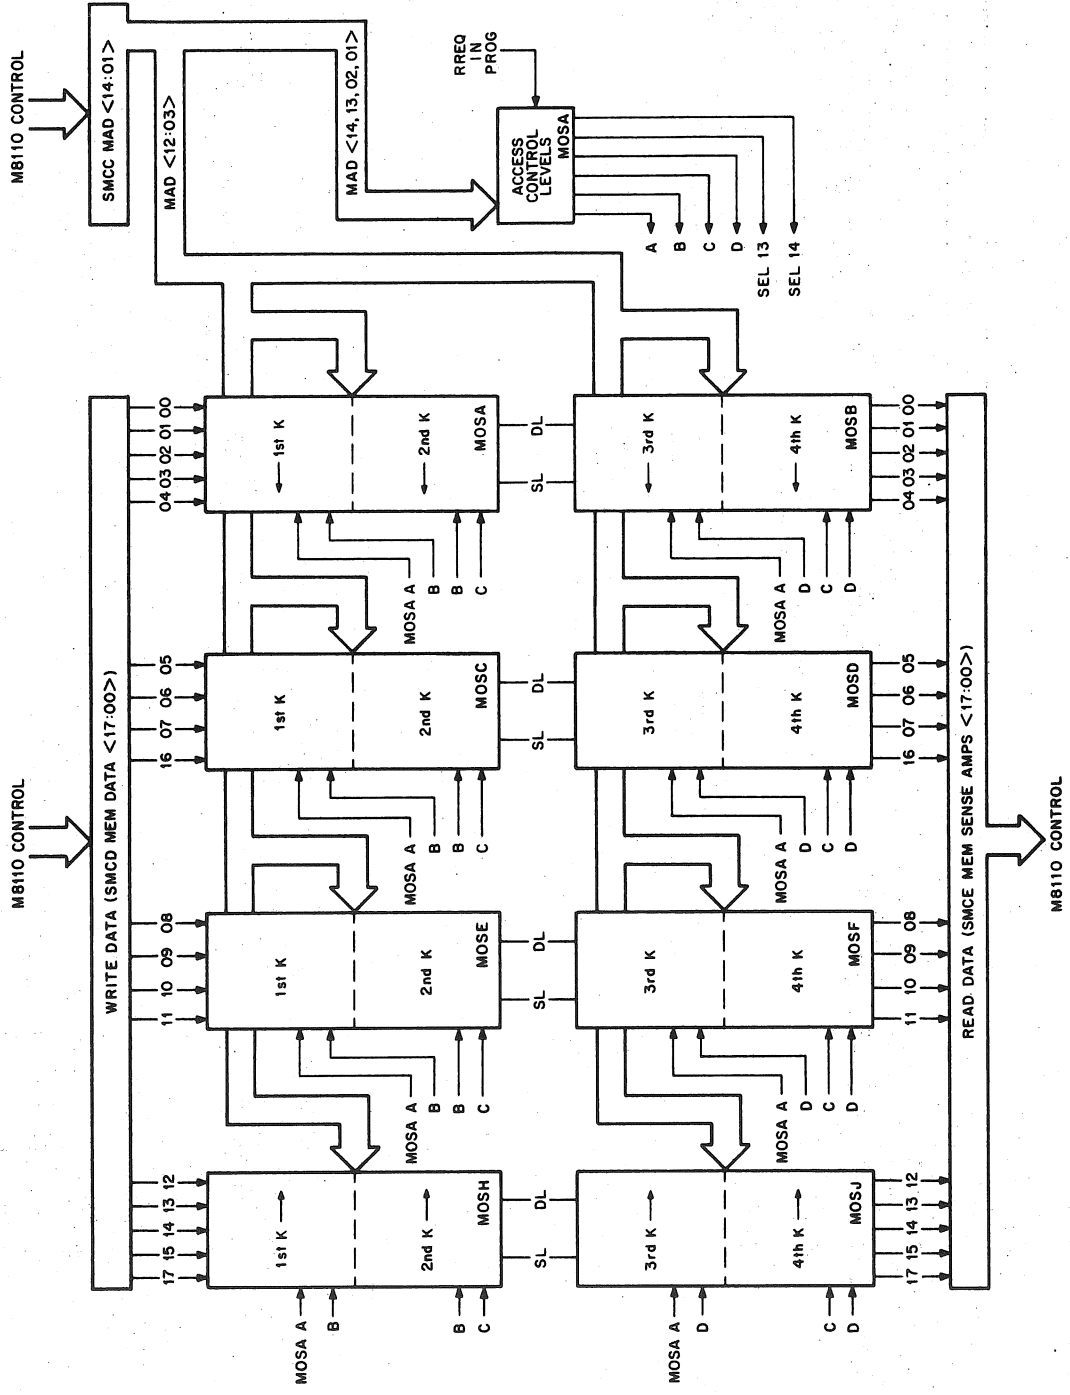 M8110 CONTROL
SMCC MAD <14:01>
MAD <12:03>
MAD <14, 13, 02, 01>
RREQ
IN
PROG
ACCESS
CONTROL
LEVELS
MOSA
A
B
C
D
SEL 13
SEL 14
M8110 CONTROL
WRITE DATA (SMCD MEM DATA <17:00>)
17 15 14 13 12
11 10 09 08
16 07 06 05
04 03 02 01 00
1st K
2nd K
MOSH
1st K
2nd K
MOSE
1st K
2nd K
MOSC
1st K
2nd K
MOSA
MOSA A
B
B
C
MOSA A
B
B
C
MOSA A
B
B
C
MOSA A
B
B
C
SL DL
SL DL
SL DL
SL DL
3rd K
4th K
MOSJ
3rd K
4th K
MOSF
3rd K
4th K
MOSD
3rd K
4th K
MOSB
MOSA A
D
C
D
MOSA A
D
C
D
MOSA A
D
C
D
MOSA A
D
C
D
17 15 14 13 12
11 10 09 08
16 07 06 05
04 03 02 01 00
READ DATA (SMCE MEM SENSE AMPS <17:00>)
M8110 CONTROL